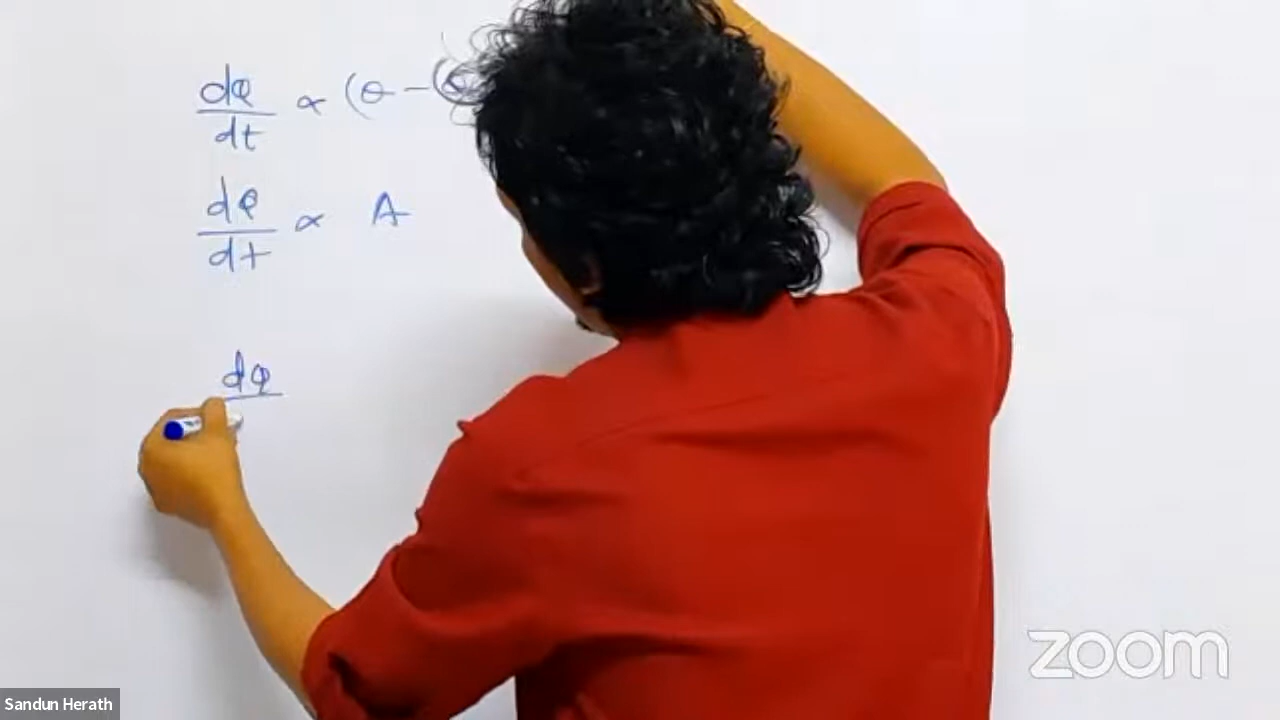 dQ/dt ∝ (θ - (θ
dQ/dt ∝ A
dQ
zoom
Sandun Herath